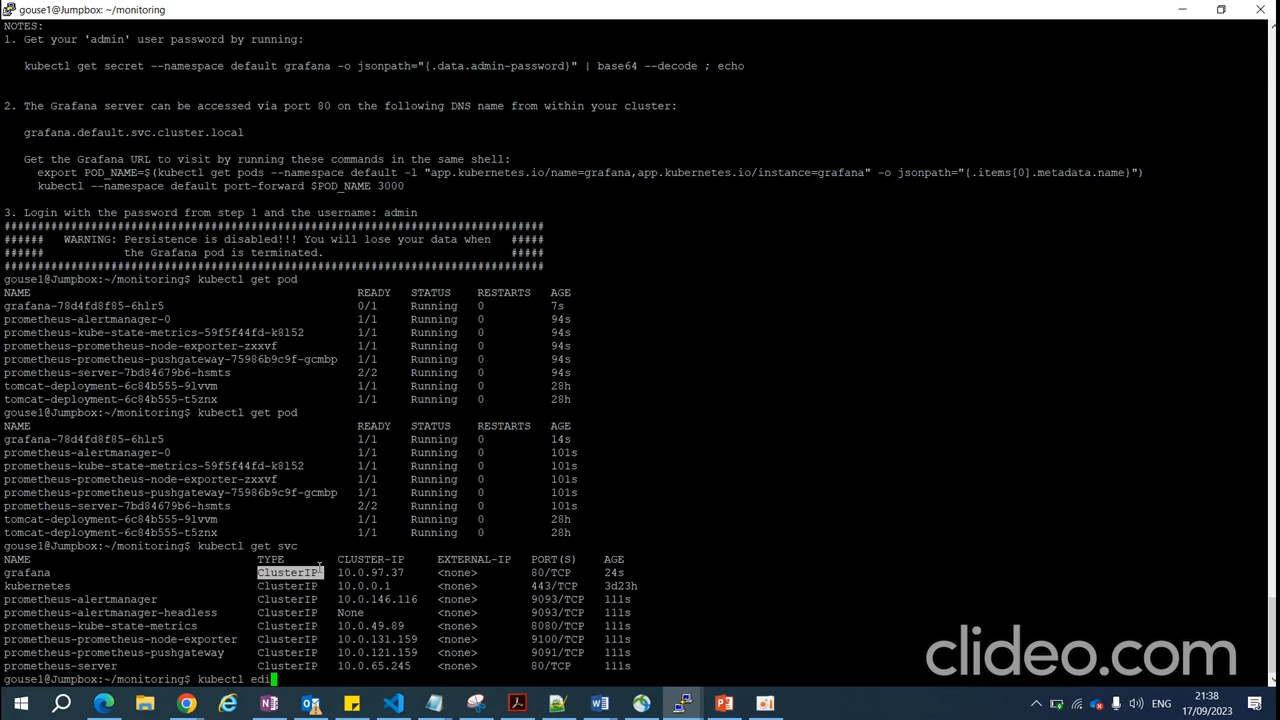 gouse1@Jumpbox: ~/monitoring
NOTES:
1. Get your 'admin' user password by running:
kubectl get secret --namespace default grafana -o jsonpath="{.data.admin-password}" | base64 --decode ; echo
2. The Grafana server can be accessed via port 80 on the following DNS name from within your cluster:
grafana.default.svc.cluster.local
Get the Grafana URL to visit by running these commands in the same shell:
export POD_NAME=$(kubectl get pods --namespace default -l "app.kubernetes.io/name=grafana,app.kubernetes.io/instance=grafana" -o jsonpath="{.items[0].metadata.name}")
kubectl --namespace default port-forward $POD_NAME 3000
3. Login with the password from step 1 and the username: admin
#################################################################################
###### WARNING: Persistence is disabled!!! You will lose your data when #####
###### the Grafana pod is terminated. #####
#################################################################################
gouse1@Jumpbox:~/monitoring$ kubectl get pod
NAME READY STATUS RESTARTS AGE
grafana-78d4fd8f85-6hlr5 0/1 Running 0 7s
prometheus-alertmanager-0 1/1 Running 0 94s
prometheus-kube-state-metrics-59f5f44fd-k8l52 1/1 Running 0 94s
prometheus-prometheus-node-exporter-zxxvf 1/1 Running 0 94s
prometheus-prometheus-pushgateway-75986b9c9f-gcmbp 1/1 Running 0 94s
prometheus-server-7bd84679b6-hsmts 2/2 Running 0 94s
tomcat-deployment-6c84b555-9lvvm 1/1 Running 0 28h
tomcat-deployment-6c84b555-t5znx 1/1 Running 0 28h
gouse1@Jumpbox:~/monitoring$ kubectl get pod
NAME READY STATUS RESTARTS AGE
grafana-78d4fd8f85-6hlr5 1/1 Running 0 14s
prometheus-alertmanager-0 1/1 Running 0 101s
prometheus-kube-state-metrics-59f5f44fd-k8l52 1/1 Running 0 101s
prometheus-prometheus-node-exporter-zxxvf 1/1 Running 0 101s
prometheus-prometheus-pushgateway-75986b9c9f-gcmbp 1/1 Running 0 101s
prometheus-server-7bd84679b6-hsmts 2/2 Running 0 101s
tomcat-deployment-6c84b555-9lvvm 1/1 Running 0 28h
tomcat-deployment-6c84b555-t5znx 1/1 Running 0 28h
gouse1@Jumpbox:~/monitoring$ kubectl get svc
NAME TYPE CLUSTER-IP EXTERNAL-IP PORT(S) AGE
grafana ClusterIP 10.0.97.37 <none> 80/TCP 24s
kubernetes ClusterIP 10.0.0.1 <none> 443/TCP 3d23h
prometheus-alertmanager ClusterIP 10.0.146.116 <none> 9093/TCP 111s
prometheus-alertmanager-headless ClusterIP None <none> 9093/TCP 111s
prometheus-kube-state-metrics ClusterIP 10.0.49.89 <none> 8080/TCP 111s
prometheus-prometheus-node-exporter ClusterIP 10.0.131.159 <none> 9100/TCP 111s
prometheus-prometheus-pushgateway ClusterIP 10.0.121.159 <none> 9091/TCP 111s
prometheus-server ClusterIP 10.0.65.245 <none> 80/TCP 111s
gouse1@Jumpbox:~/monitoring$ kubectl edi
clideo.com
ENG
21:38
17/09/2023